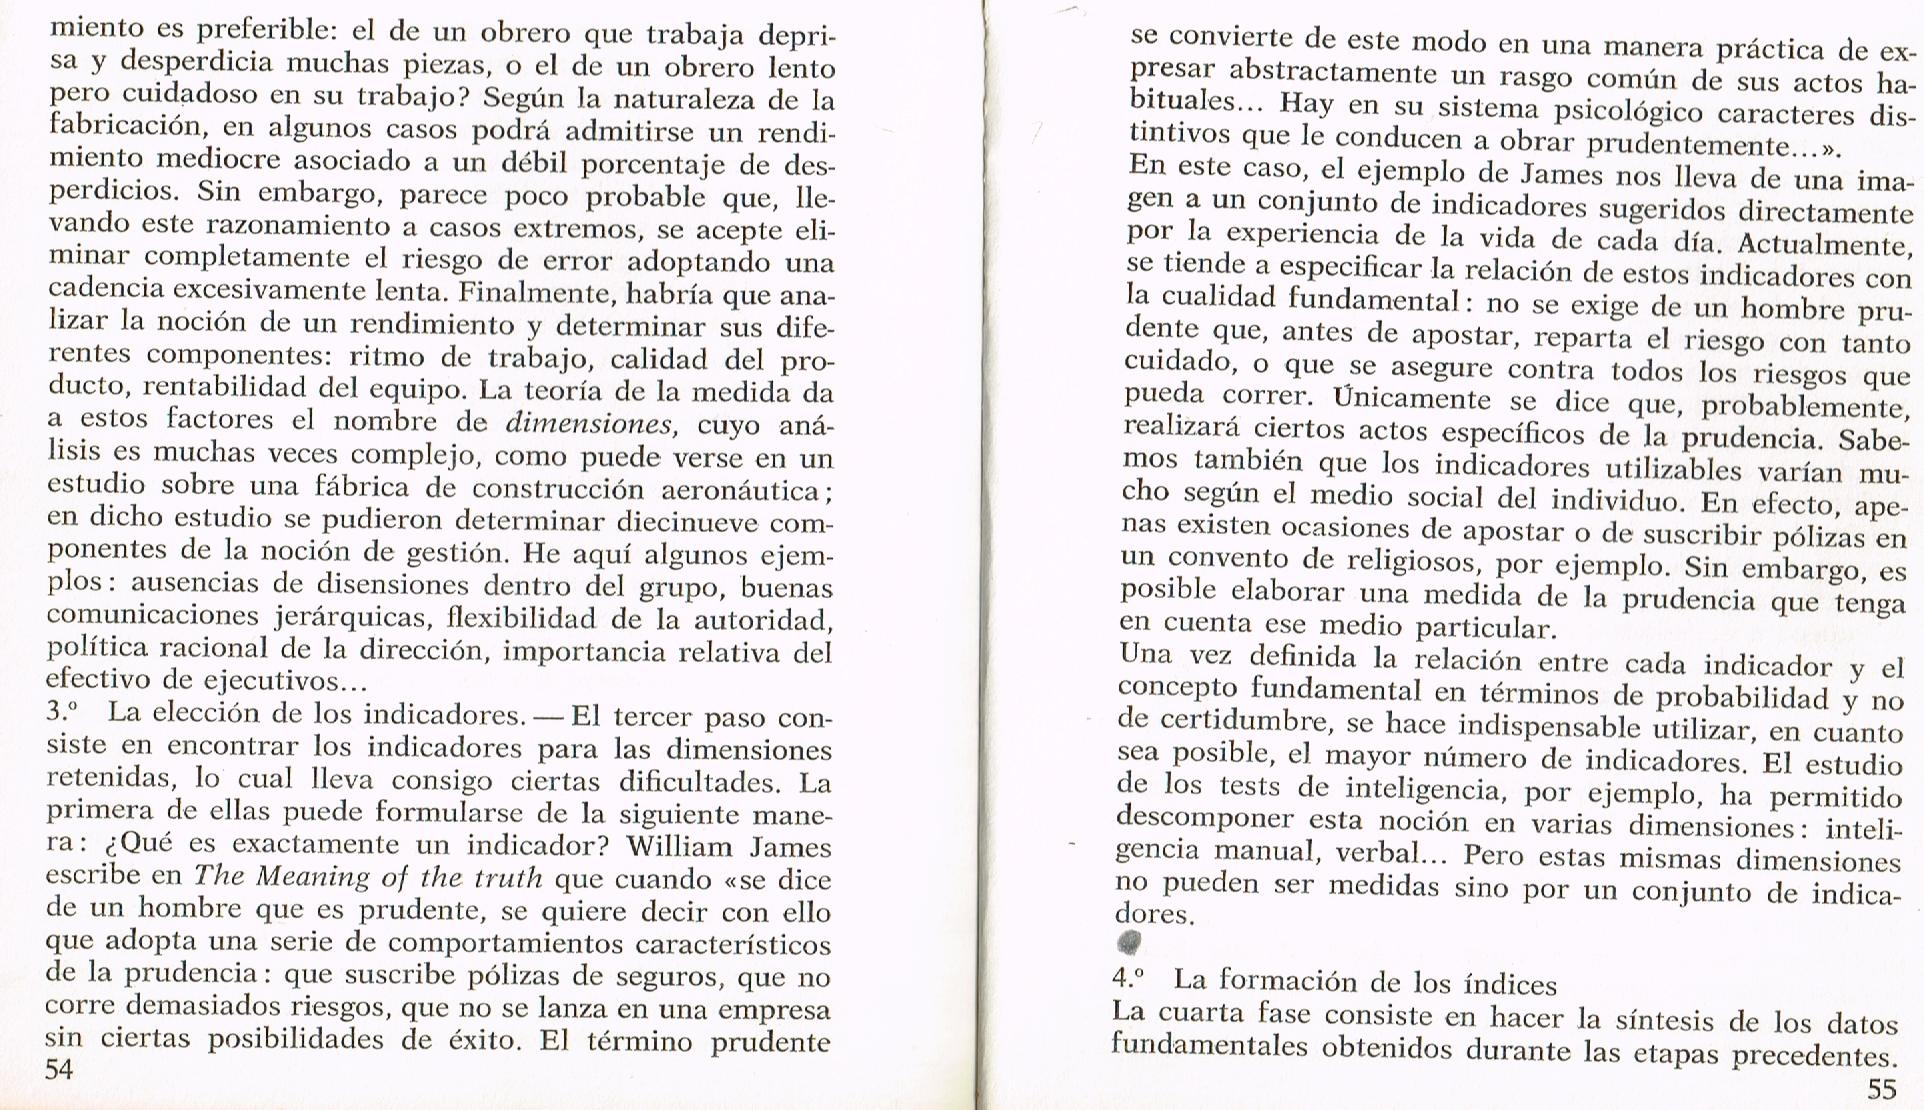 miento es preferible: el de un obrero que trabaja depri-
sa y desperdicia muchas piezas, o el de un obrero lento
pero cuidadoso en su trabajo? Según la naturaleza de la
fabricación, en algunos casos podrá admitirse un rendi-
miento mediocre asociado a un débil porcentaje de des-
perdicios. Sin embargo, parece poco probable que, lle-
vando este razonamiento a casos extremos, se acepte eli-
minar completamente el riesgo de error adoptando una
cadencia excesivamente lenta. Finalmente, habría que ana-
lizar la noción de un rendimiento y determinar sus dife-
rentes componentes: ritmo de trabajo, calidad del pro-
ducto, rentabilidad del equipo. La teoría de la medida da
a estos factores el nombre de dimensiones, cuyo aná-
lisis es muchas veces complejo, como puede verse en un
estudio sobre una fábrica de construcción aeronáutica;
en dicho estudio se pudieron determinar diecinueve com-
ponentes de la noción de gestión. He aquí algunos ejem-
plos: ausencias de disensiones dentro del grupo, buenas
comunicaciones jerárquicas, flexibilidad de la autoridad,
política racional de la dirección, importancia relativa del
efectivo de ejecutivos...
3.º La elección de los indicadores. — El tercer paso con-
siste en encontrar los indicadores para las dimensiones
retenidas, lo cual lleva consigo ciertas dificultades. La
primera de ellas puede formularse de la siguiente mane-
ra: ¿Qué es exactamente un indicador? William James
escribe en The Meaning of the truth que cuando «se dice
de un hombre que es prudente, se quiere decir con ello
que adopta una serie de comportamientos característicos
de la prudencia: que suscribe pólizas de seguros, que no
corre demasiados riesgos, que no se lanza en una empresa
sin ciertas posibilidades de éxito. El término prudente
54
se convierte de este modo en una manera práctica de ex-
presar abstractamente un rasgo común de sus actos ha-
bituales... Hay en su sistema psicológico caracteres dis-
tintivos que le conducen a obrar prudentemente...».
En este caso, el ejemplo de James nos lleva de una ima-
gen a un conjunto de indicadores sugeridos directamente
por la experiencia de la vida de cada día. Actualmente,
se tiende a especificar la relación de estos indicadores con
la cualidad fundamental: no se exige de un hombre pru-
dente que, antes de apostar, reparta el riesgo con tanto
cuidado, o que se asegure contra todos los riesgos que
pueda correr. Únicamente se dice que, probablemente,
realizará ciertos actos específicos de la prudencia. Sabe-
mos también que los indicadores utilizables varían mu-
cho según el medio social del individuo. En efecto, ape-
nas existen ocasiones de apostar o de suscribir pólizas en
un convento de religiosos, por ejemplo. Sin embargo, es
posible elaborar una medida de la prudencia que tenga
en cuenta ese medio particular.
Una vez definida la relación entre cada indicador y el
concepto fundamental en términos de probabilidad y no
de certidumbre, se hace indispensable utilizar, en cuanto
sea posible, el mayor número de indicadores. El estudio
de los tests de inteligencia, por ejemplo, ha permitido
descomponer esta noción en varias dimensiones: inteli-
gencia manual, verbal... Pero estas mismas dimensiones
no pueden ser medidas sino por un conjunto de indica-
dores.
4.º La formación de los índices
La cuarta fase consiste en hacer la síntesis de los datos
fundamentales obtenidos durante las etapas precedentes.
55